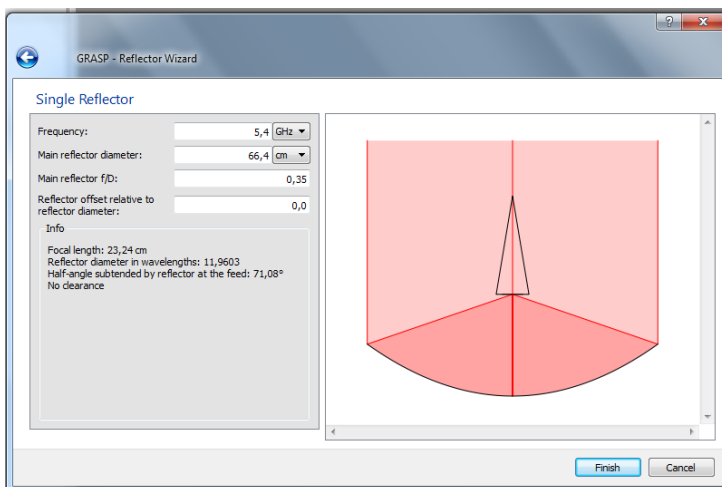 GRASP - Reflector Wizard
Single Reflector
Frequency: 5,4 GHz
Main reflector diameter: 66,4 cm
Main reflector f/D: 0,35
Reflector offset relative to
reflector diameter: 0,0
Info
Focal length: 23,24 cm
Reflector diameter in wavelengths: 11,9603
Half-angle subtended by reflector at the feed: 71,08°
No clearance
Finish Cancel